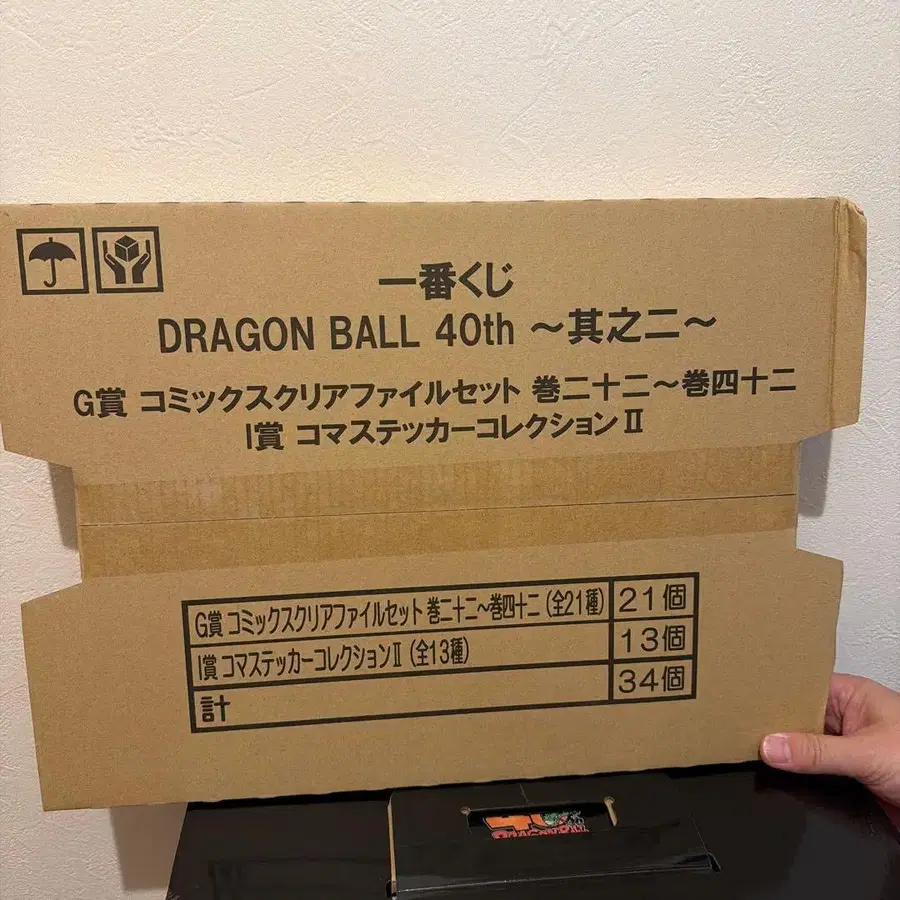 一番くじ
DRAGON BALL 40th ～其之二～
G賞 コミックスクリアファイルセット 巻二十二～巻四十二
I賞 コマステッカーコレクションⅡ
G賞 コミックスクリアファイルセット 巻二十二～巻四十二 (全21種) 21個
I賞 コマステッカーコレクションⅡ (全13種) 13個
計 34個
DRAGON BALL